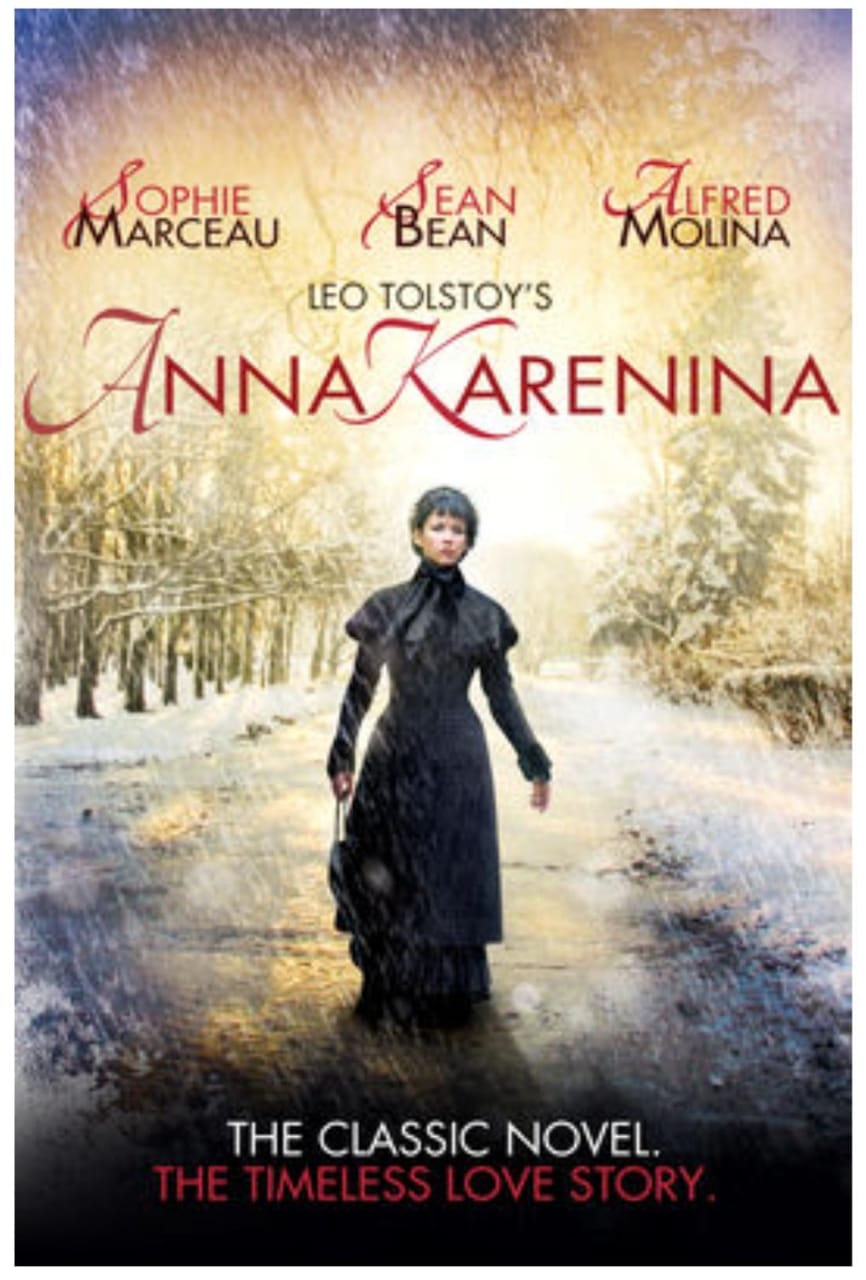 SOPHIE SEAN ALFRED
MARCEAU BEAN MOLINA
LEO TOLSTOY'S
ANNA KARENINA
THE CLASSIC NOVEL.
THE TIMELESS LOVE STORY.